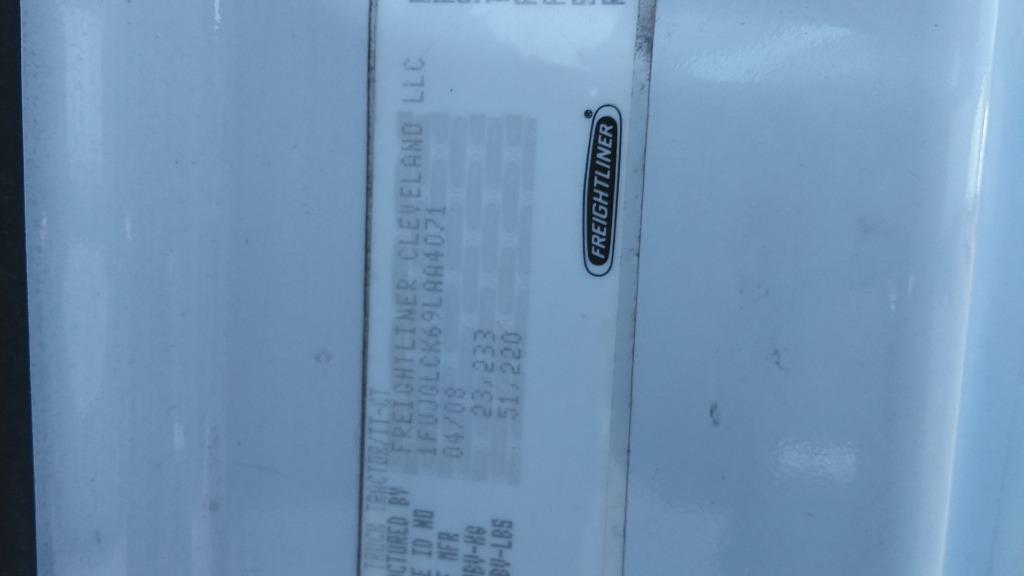 TRUCK TRACTOR/TT-CT
CTURED BY FREIGHTLINER CLEVELAND LLC
E ID NO 1FUJGLCK69LAA4071
MFR 04/08
BV-KG 23,233
BV-LBS 51,220
FREIGHTLINER